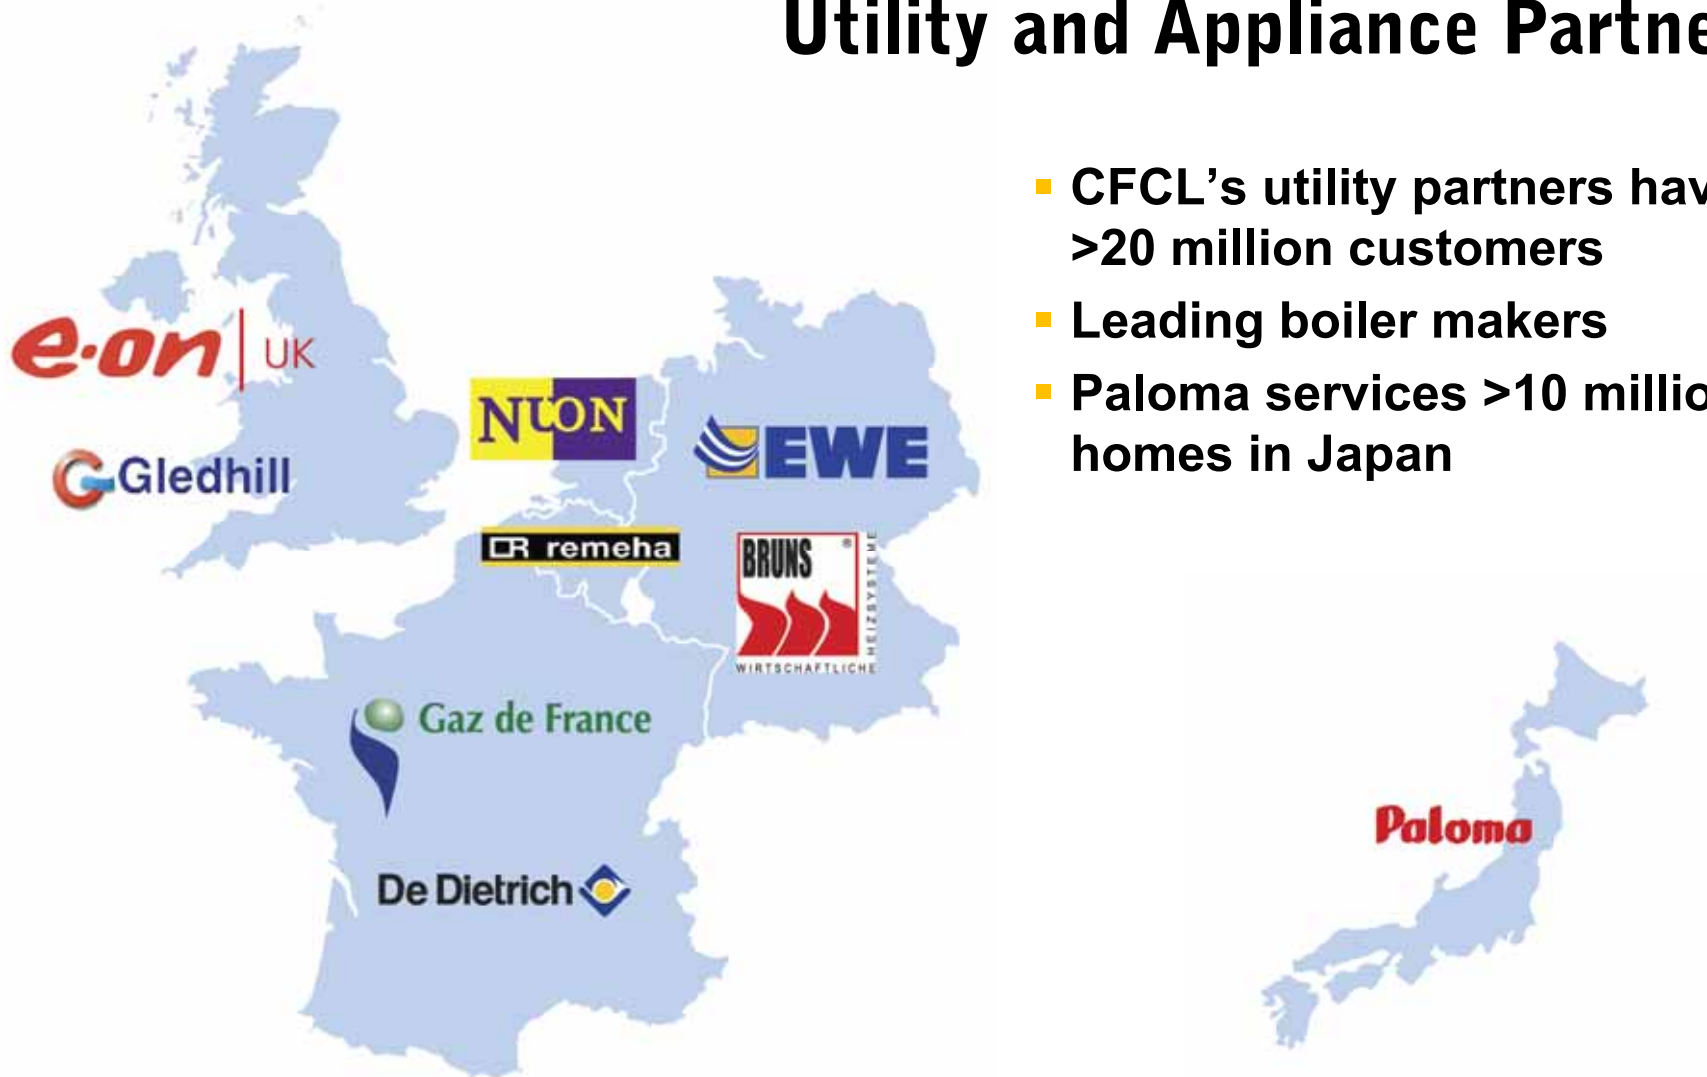 Utility and Appliance Partne
CFCL's utility partners hav
>20 million customers
Leading boiler makers
Paloma services >10 millio
homes in Japan
e·on | UK
Gledhill
NUON
EWE
remeha
BRUNS ®
HEIZSYSTEME
WIRTSCHAFTLICHE
Gaz de France
De Dietrich
Paloma